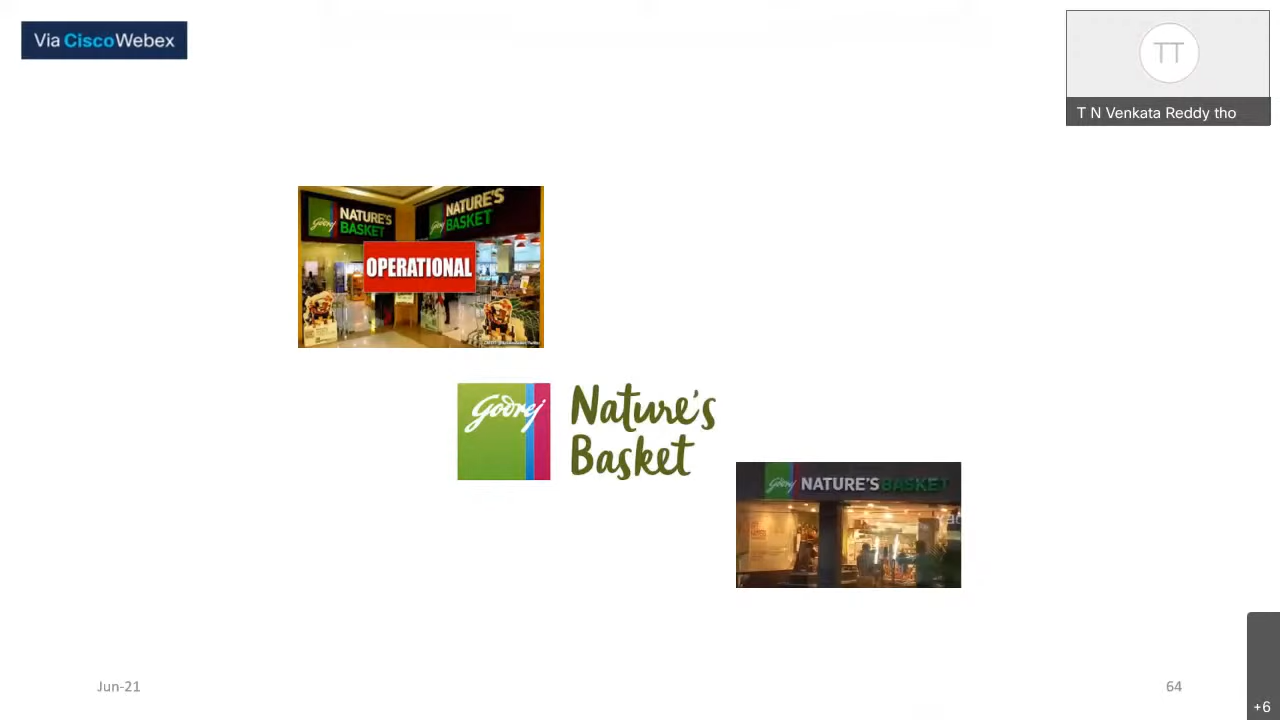 Via CiscoWebex
TT
T N Venkata Reddy tho
Godrej NATURE'S BASKET
Godrej NATURE'S BASKET
OPERATIONAL
Godrej
Nature's
Basket
Godrej NATURE'S BASKET
Jun-21
64
+6